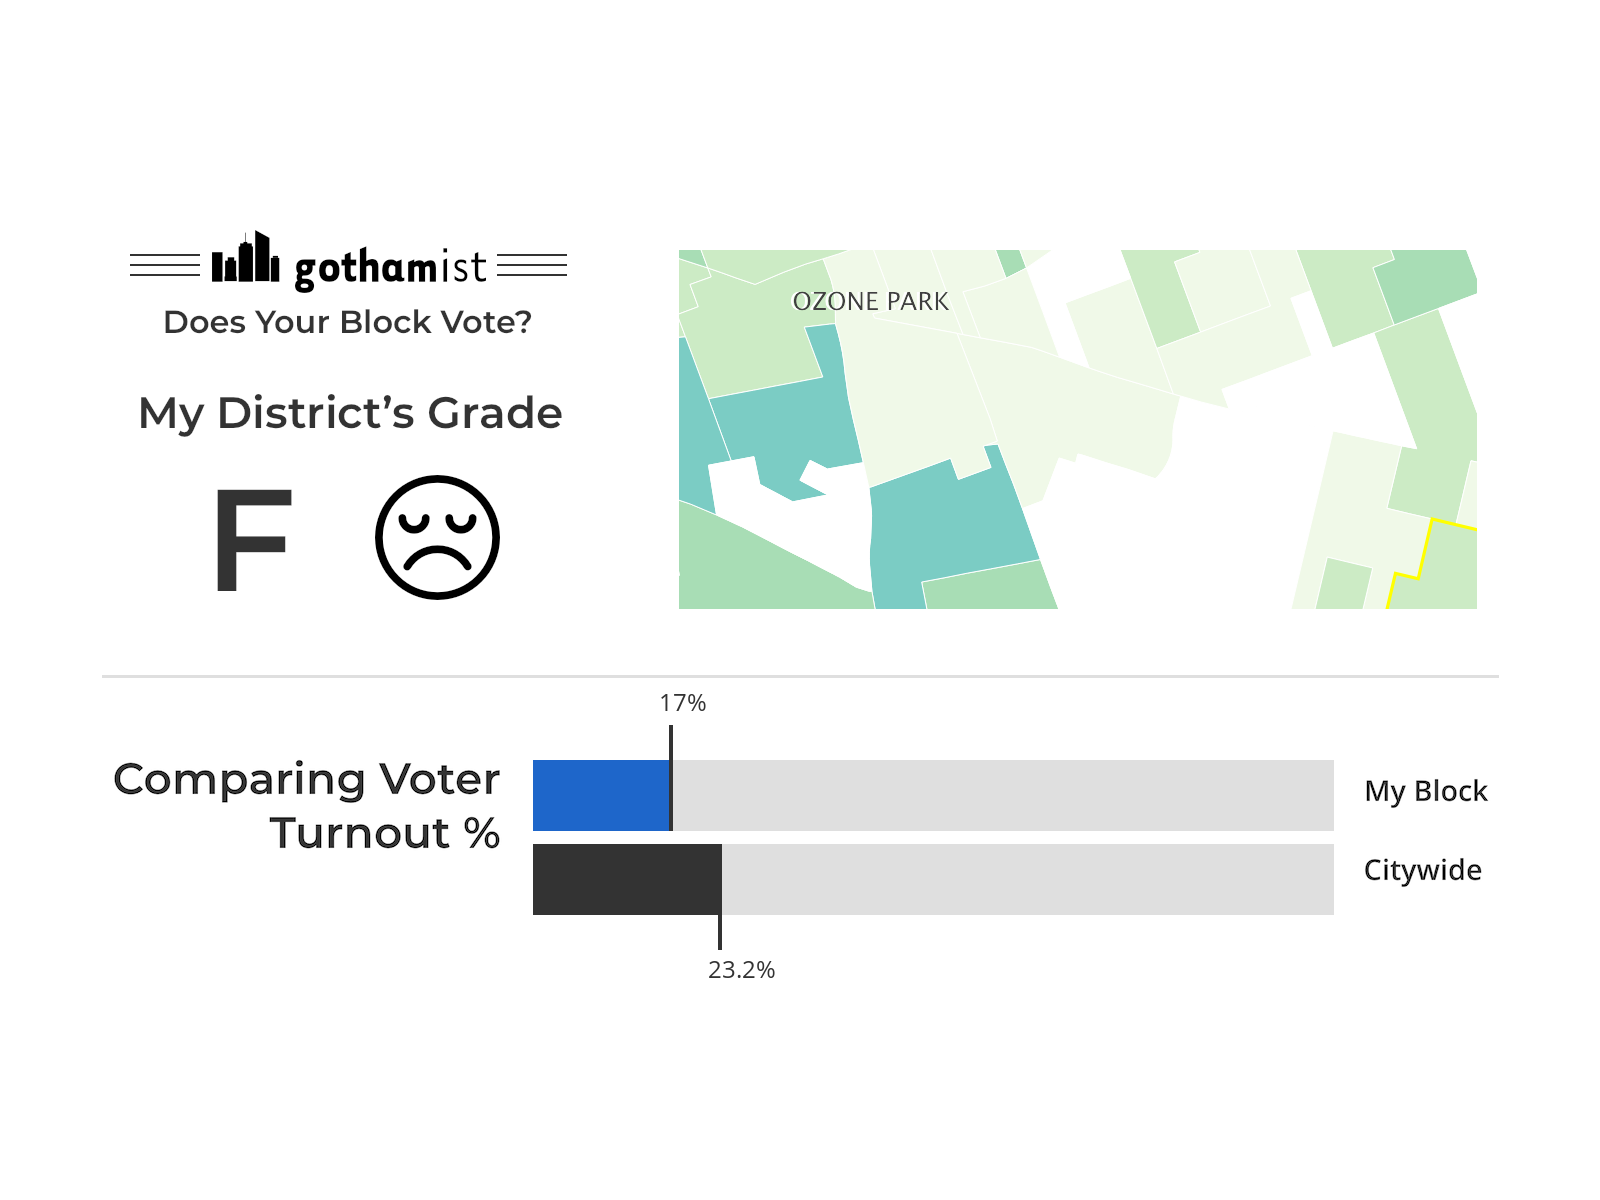 gothamist
Does Your Block Vote?
My District’s Grade
F
OZONE PARK
17%
Comparing Voter
Turnout %
My Block
Citywide
23.2%